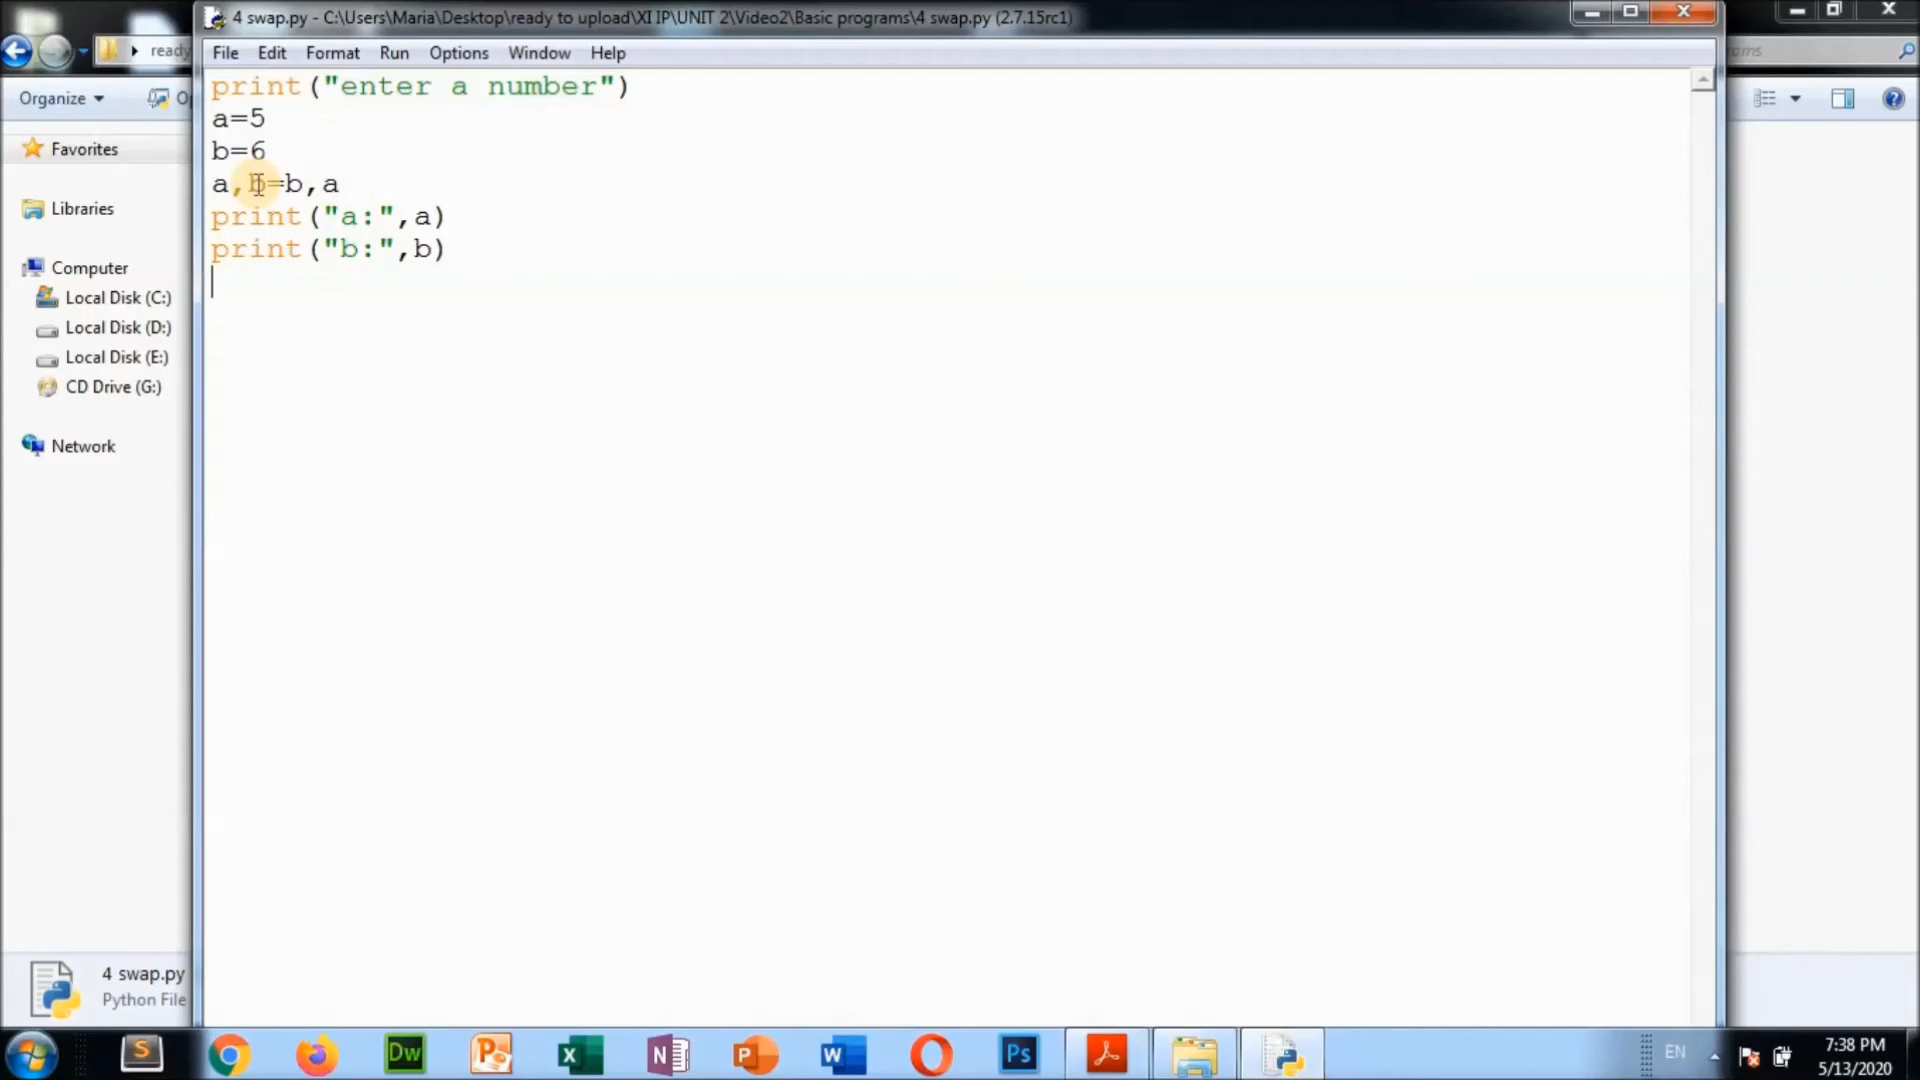 4 swap.py - C:\Users\Maria\Desktop\ready to upload\XI IP\UNIT 2\Video2\Basic programs\4 swap.py (2.7.15rc1)
ready
File Edit Format Run Options Window Help
Organize
print("enter a number")
a=5
b=6
a,b=b,a
print("a:",a)
print("b:",b)
Favorites
Libraries
Computer
Local Disk (C:)
Local Disk (D:)
Local Disk (E:)
CD Drive (G:)
Network
4 swap.py
Python File
S Dw P X N P W Ps
EN
7:38 PM
5/13/2020